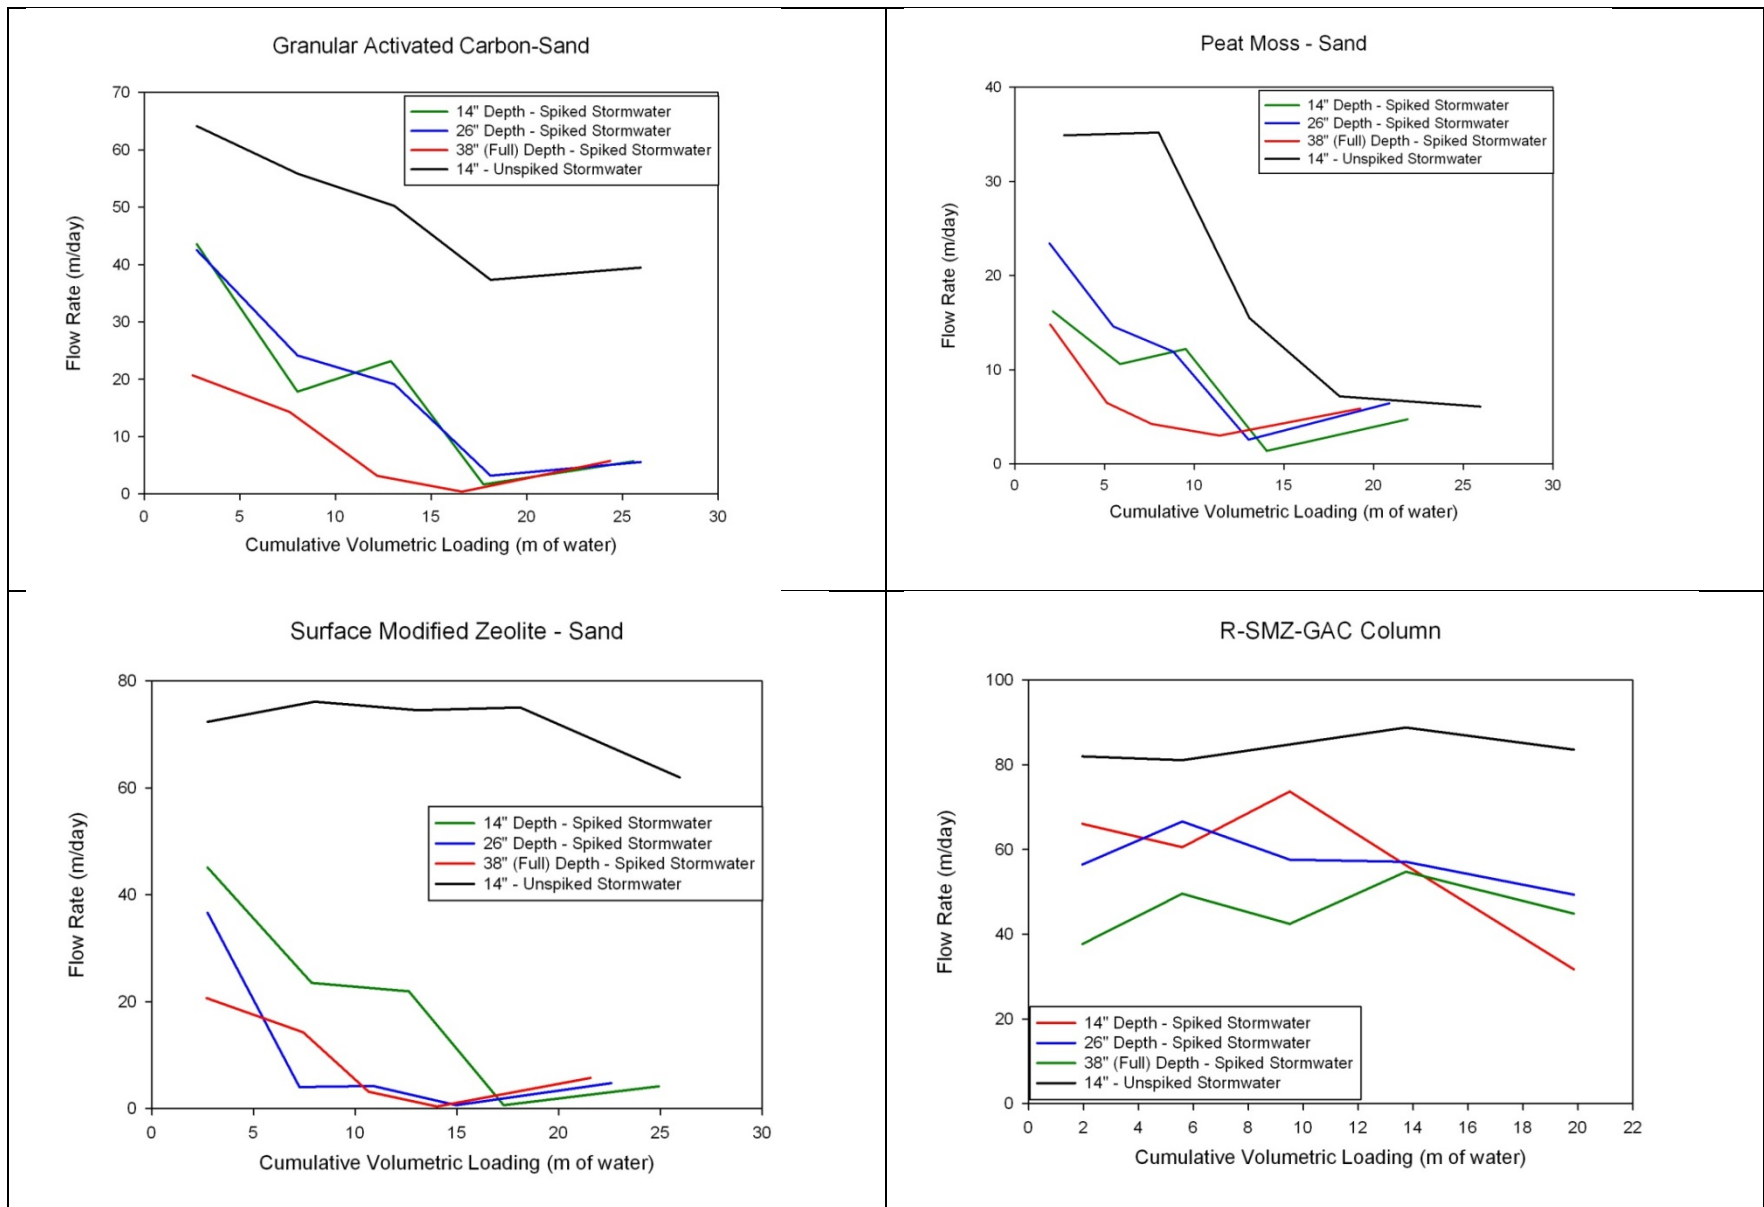 Granular Activated Carbon-Sand
70
60
50
40
30
20
10
0
Flow Rate (m/day)
14" Depth - Spiked Stormwater
26" Depth - Spiked Stormwater
38" (Full) Depth - Spiked Stormwater
14" - Unspiked Stormwater
0 5 10 15 20 25 30
Cumulative Volumetric Loading (m of water)
Peat Moss - Sand
40
30
20
10
0
Flow Rate (m/day)
14" Depth - Spiked Stormwater
26" Depth - Spiked Stormwater
38" (Full) Depth - Spiked Stormwater
14" - Unspiked Stormwater
0 5 10 15 20 25 30
Cumulative Volumetric Loading (m of water)
Surface Modified Zeolite - Sand
80
60
40
20
0
Flow Rate (m/day)
14" Depth - Spiked Stormwater
26" Depth - Spiked Stormwater
38" (Full) Depth - Spiked Stormwater
14" - Unspiked Stormwater
0 5 10 15 20 25 30
Cumulative Volumetric Loading (m of water)
R-SMZ-GAC Column
100
80
60
40
20
0
Flow Rate (m/day)
14" Depth - Spiked Stormwater
26" Depth - Spiked Stormwater
38" (Full) Depth - Spiked Stormwater
14" - Unspiked Stormwater
0 2 4 6 8 10 12 14 16 18 20 22
Cumulative Volumetric Loading (m of water)